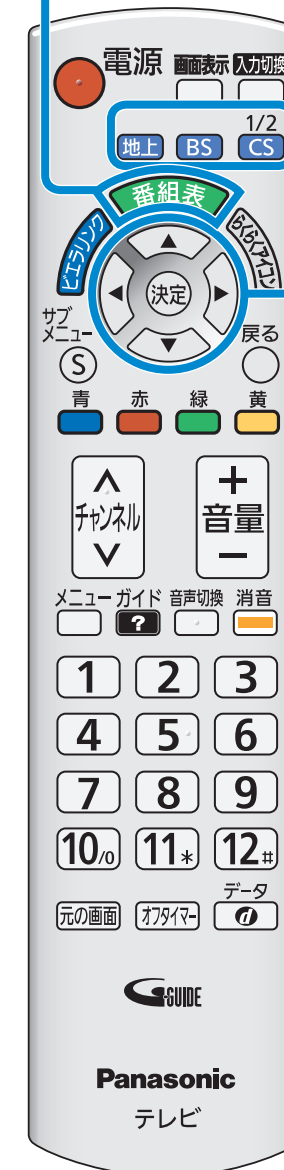 電源 画面表示 入力切換
1/2
地上 BS CS
番組表
ビエラリンク
らくらくアイコン
決定
サブ
メニュー
戻る
S
青 赤 緑 黄
チャンネル
+
音量
−
メニュー ガイド 音声切換 消音
?
1 2 3
4 5 6
7 8 9
10/0 11* 12#
データ
元の画面 オフタイマー d
G-GUIDE
Panasonic
テレビ